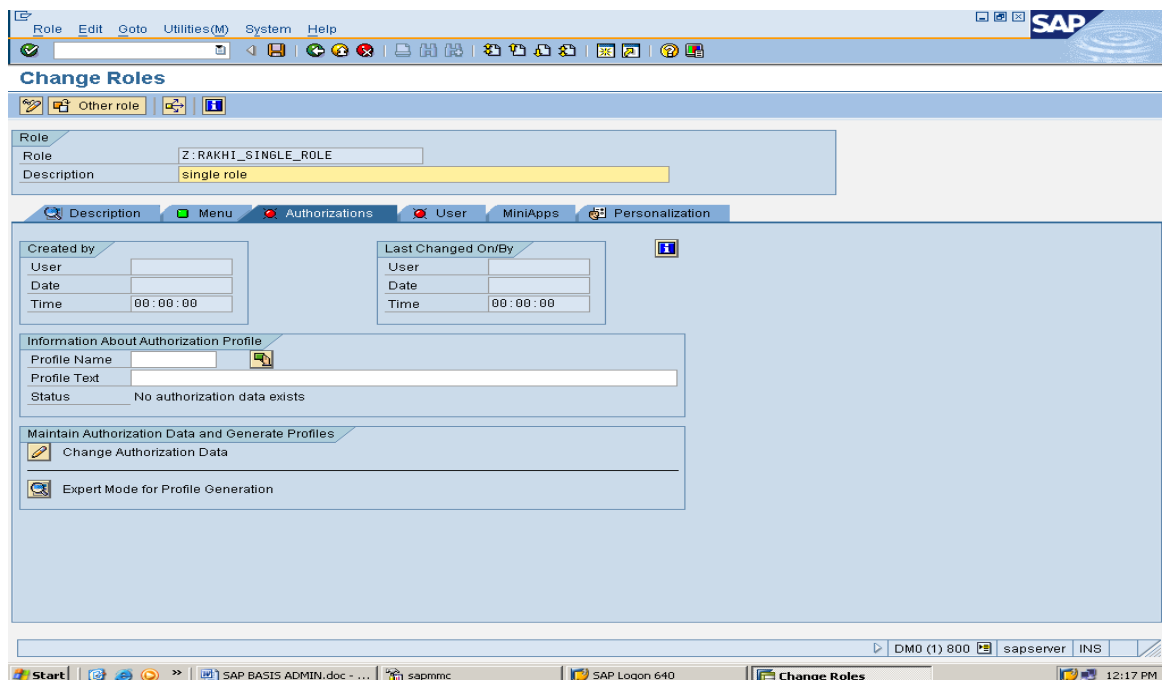 Role Edit Goto Utilities(M) System Help
SAP
Change Roles
Other role
Role
Role Z:RAKHI_SINGLE_ROLE
Description single role
Description Menu Authorizations User MiniApps Personalization
Created by
User
Date
Time 00:00:00
Last Changed On/By
User
Date
Time 00:00:00
Information About Authorization Profile
Profile Name
Profile Text
Status No authorization data exists
Maintain Authorization Data and Generate Profiles
Change Authorization Data
Expert Mode for Profile Generation
DM0 (1) 800 sapserver INS
Start » SAP BASIS ADMIN.doc - ... sapmmc SAP Logon 640 Change Roles 12:17 PM